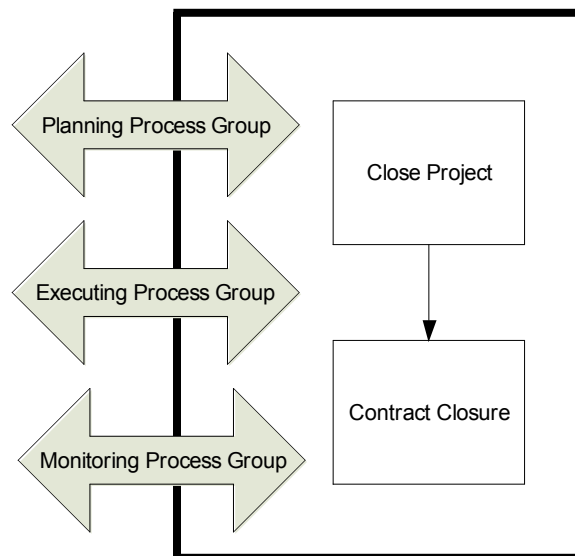 Planning Process Group
Close Project
Executing Process Group
Contract Closure
Monitoring Process Group